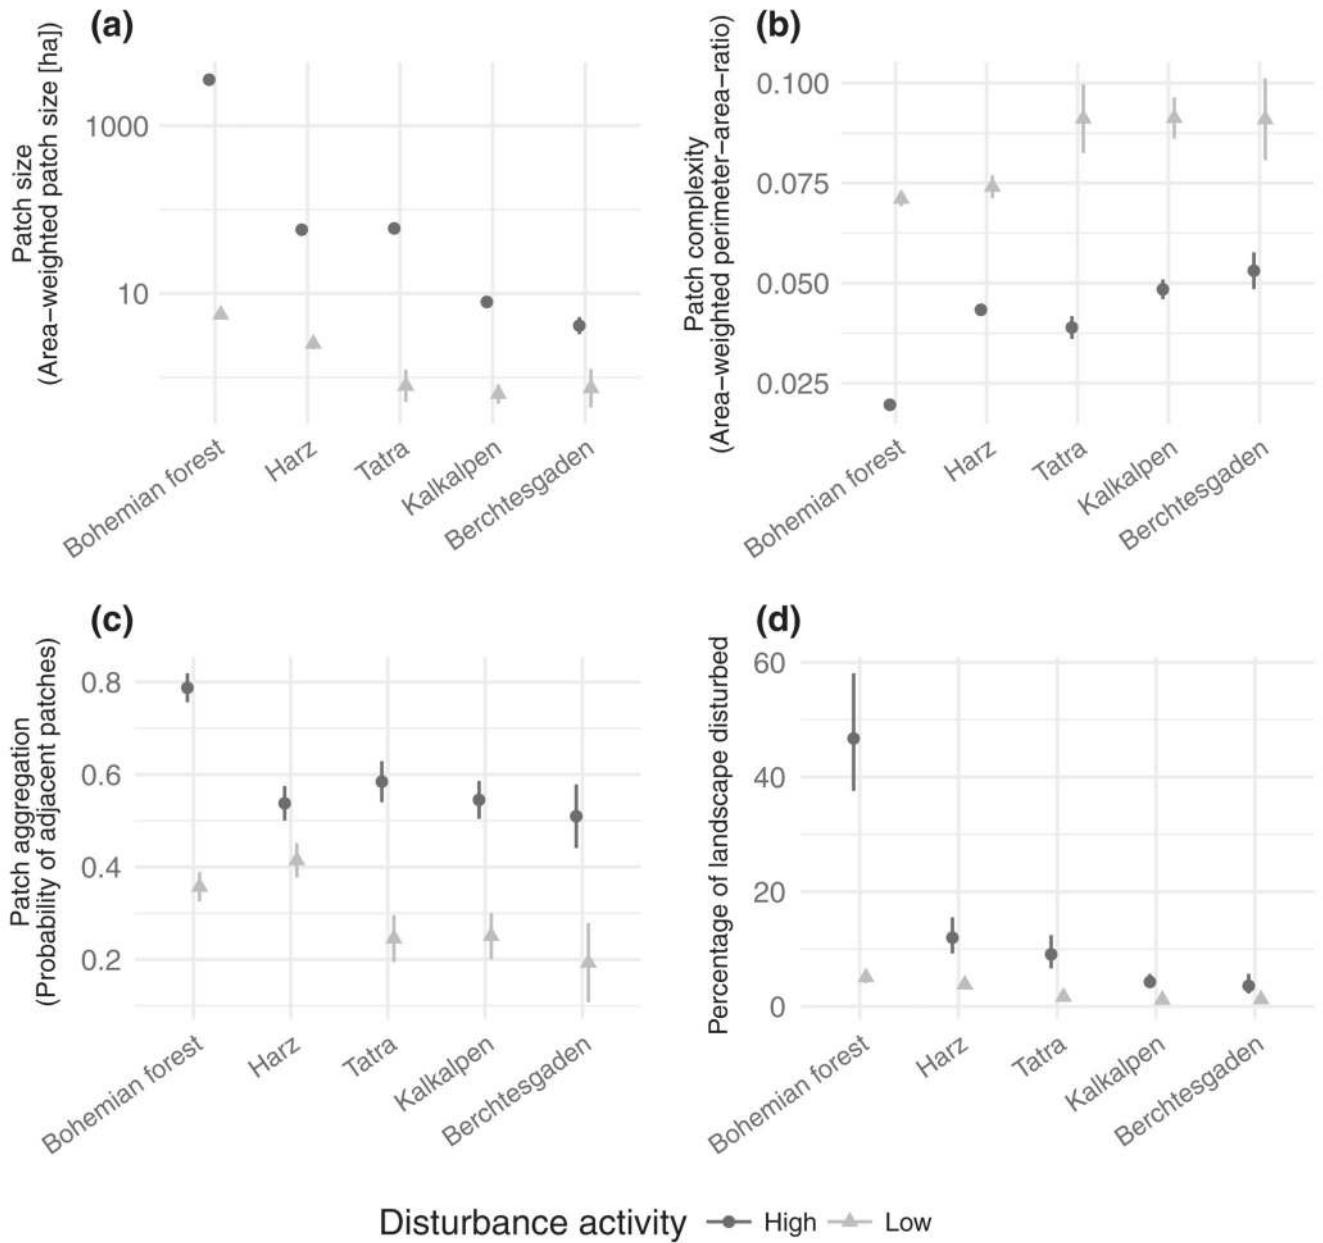 (a)
Patch size
(Area−weighted patch size [ha])
1000
10
Bohemian forest
Harz
Tatra
Kalkalpen
Berchtesgaden
(b)
Patch complexity
(Area−weighted perimeter−area−ratio)
0.100
0.075
0.050
0.025
Bohemian forest
Harz
Tatra
Kalkalpen
Berchtesgaden
(c)
Patch aggregation
(Probability of adjacent patches)
0.8
0.6
0.4
0.2
Bohemian forest
Harz
Tatra
Kalkalpen
Berchtesgaden
(d)
Percentage of landscape disturbed
60
40
20
0
Bohemian forest
Harz
Tatra
Kalkalpen
Berchtesgaden
Disturbance activity High Low